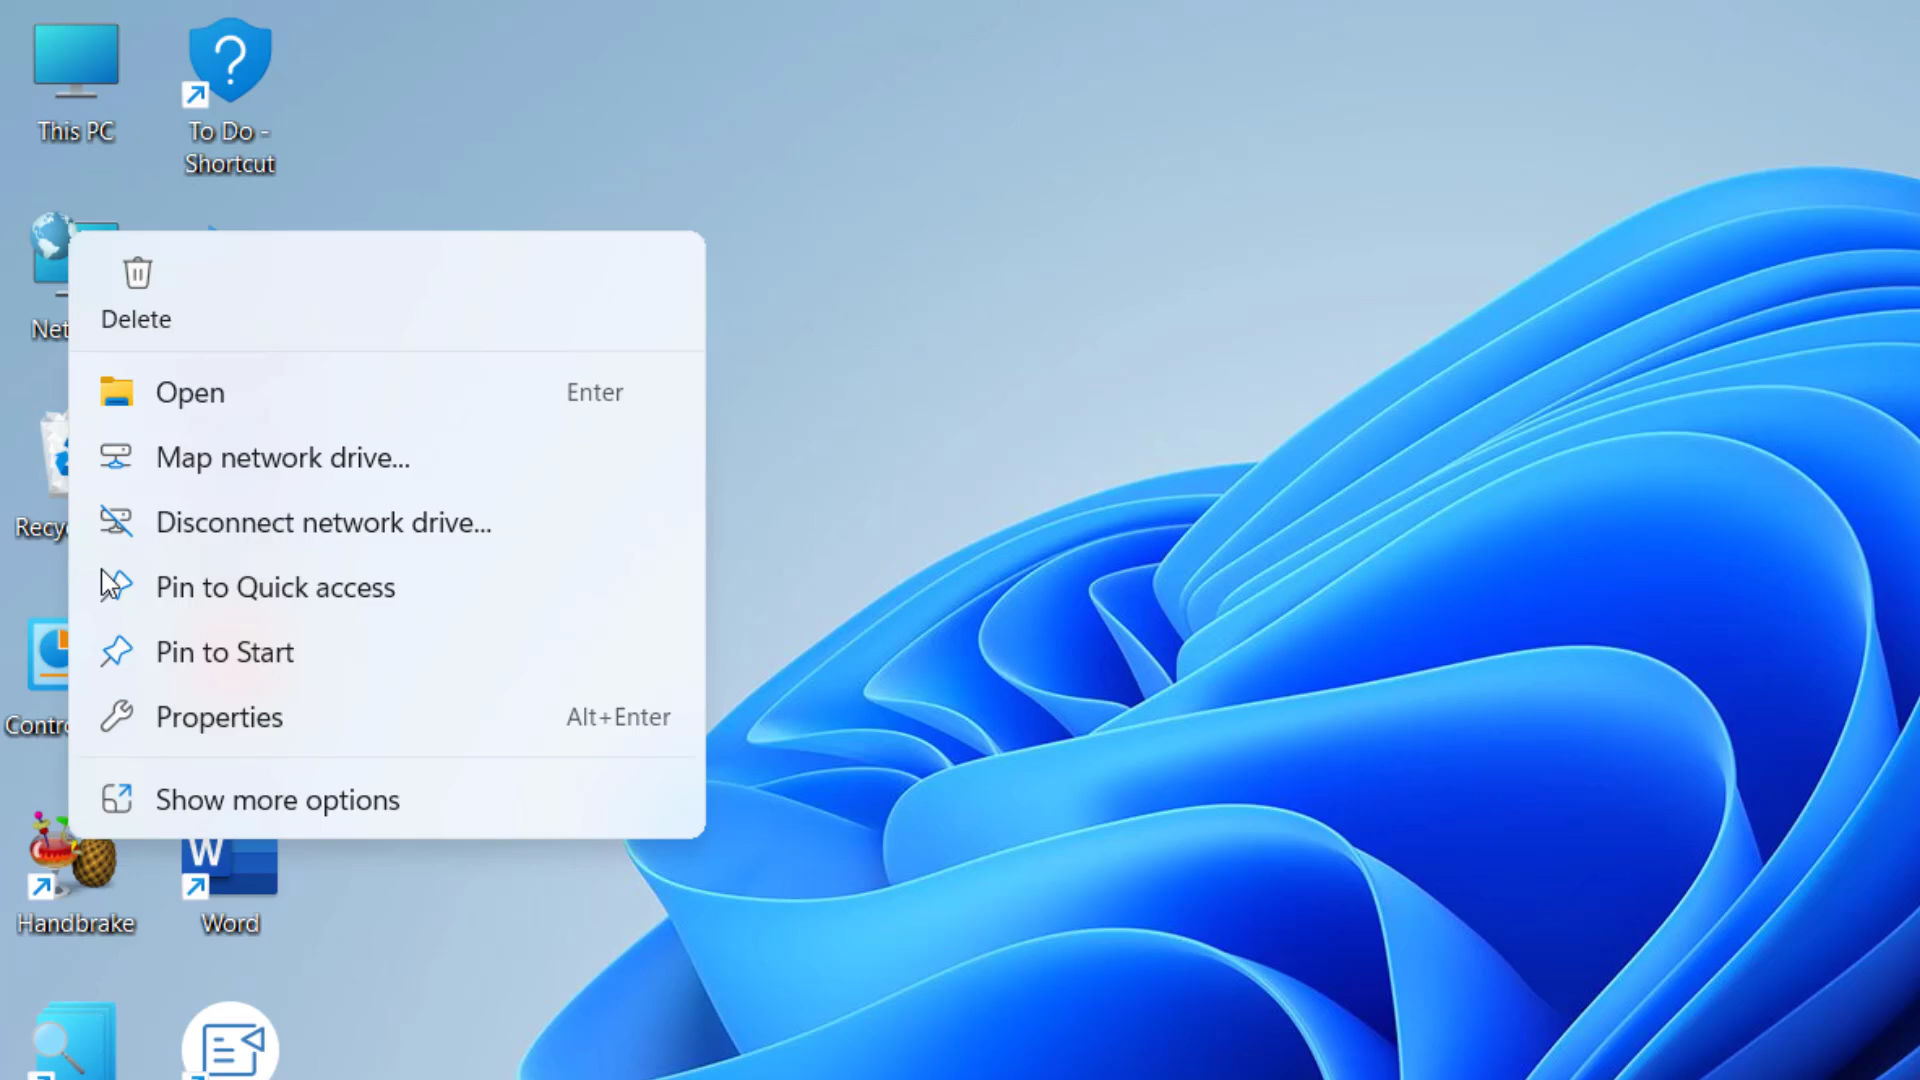 This PC
To Do -
Shortcut
Net
Delete
Open Enter
Map network drive...
Disconnect network drive...
Recy
Pin to Quick access
Pin to Start
Properties Alt+Enter
Contro
Show more options
W
Handbrake
Word